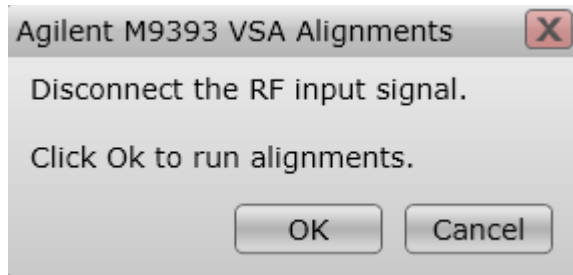 Agilent M9393 VSA Alignments
X
Disconnect the RF input signal.
Click Ok to run alignments.
OK Cancel